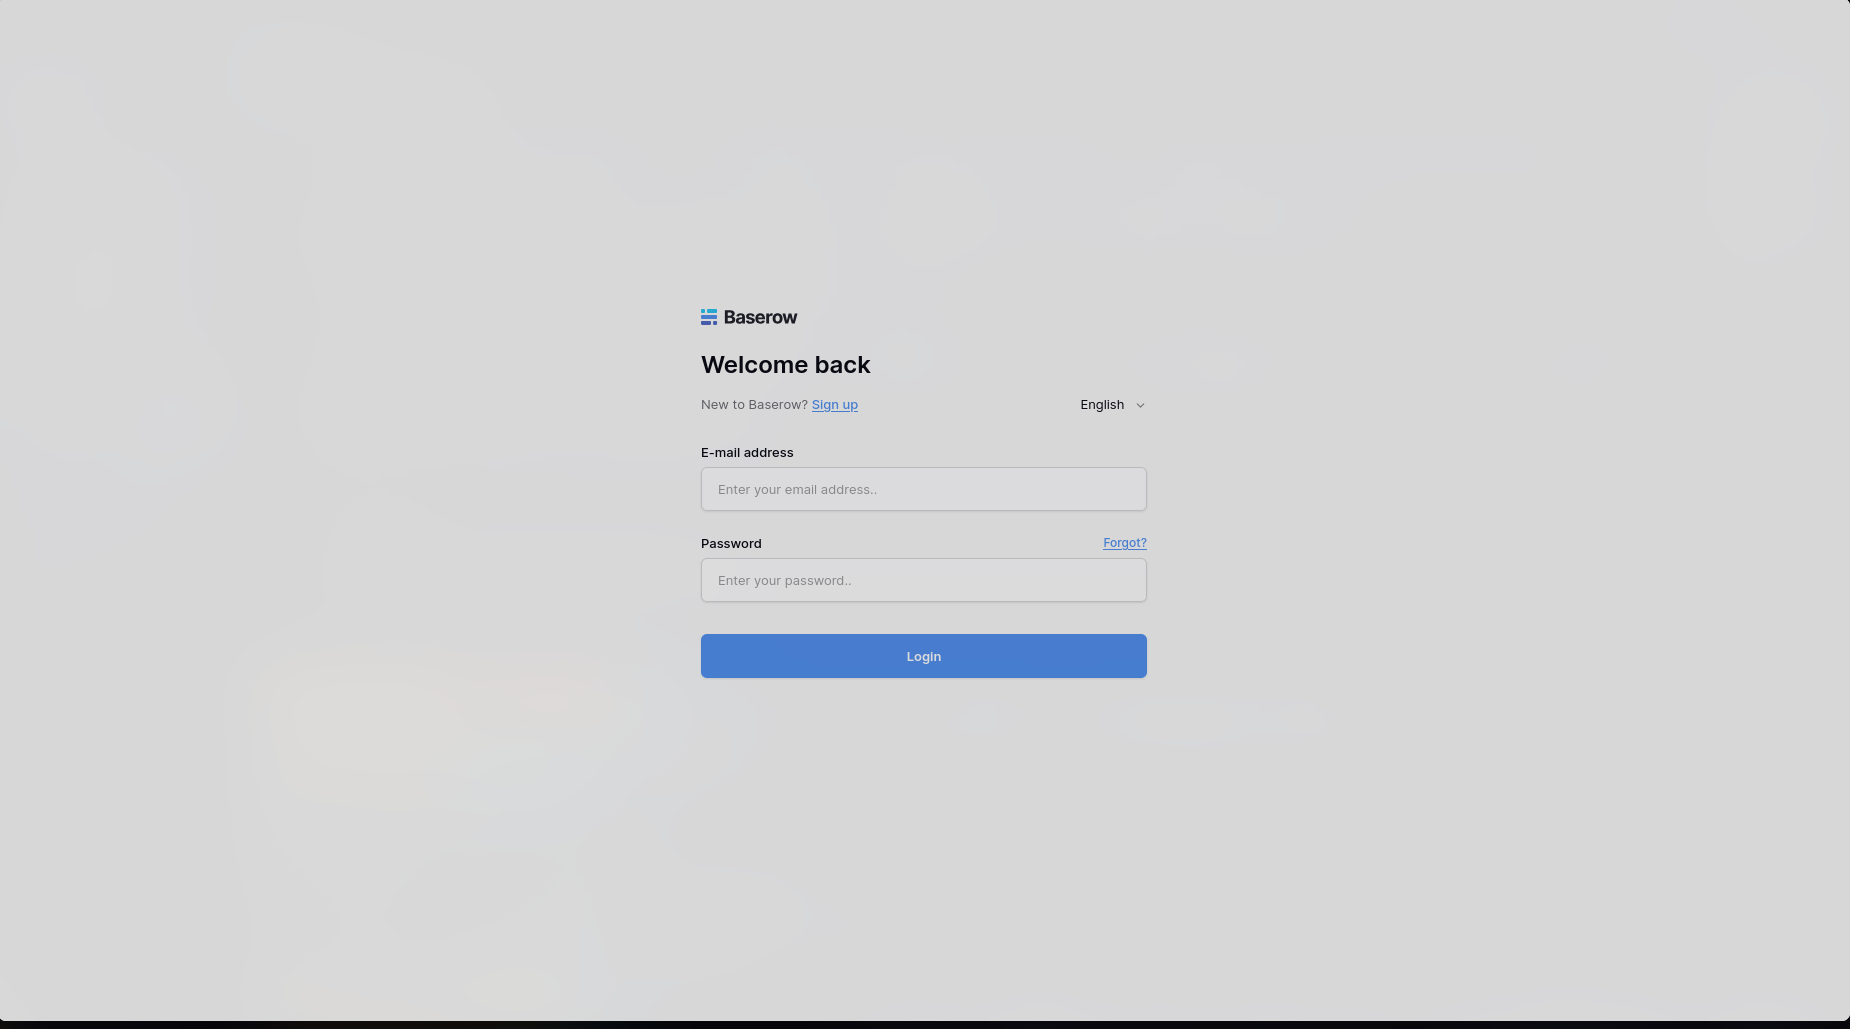 Baserow
Welcome back
New to Baserow? Sign up
English
E-mail address
Enter your email address..
Password
Forgot?
Enter your password..
Login